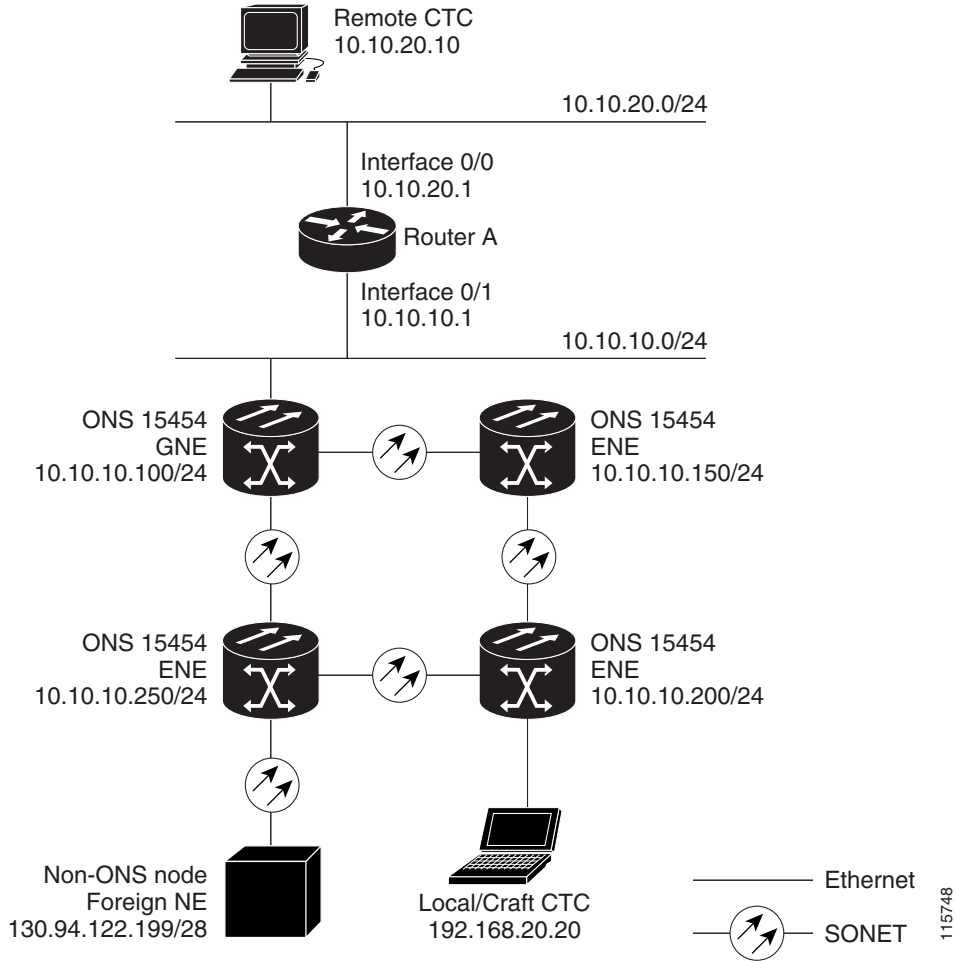 Remote CTC
10.10.20.10
10.10.20.0/24
Interface 0/0
10.10.20.1
Router A
Interface 0/1
10.10.10.1
10.10.10.0/24
ONS 15454
GNE
10.10.10.100/24
ONS 15454
ENE
10.10.10.150/24
ONS 15454
ENE
10.10.10.250/24
ONS 15454
ENE
10.10.10.200/24
Non-ONS node
Foreign NE
130.94.122.199/28
Local/Craft CTC
192.168.20.20
Ethernet
SONET
115748